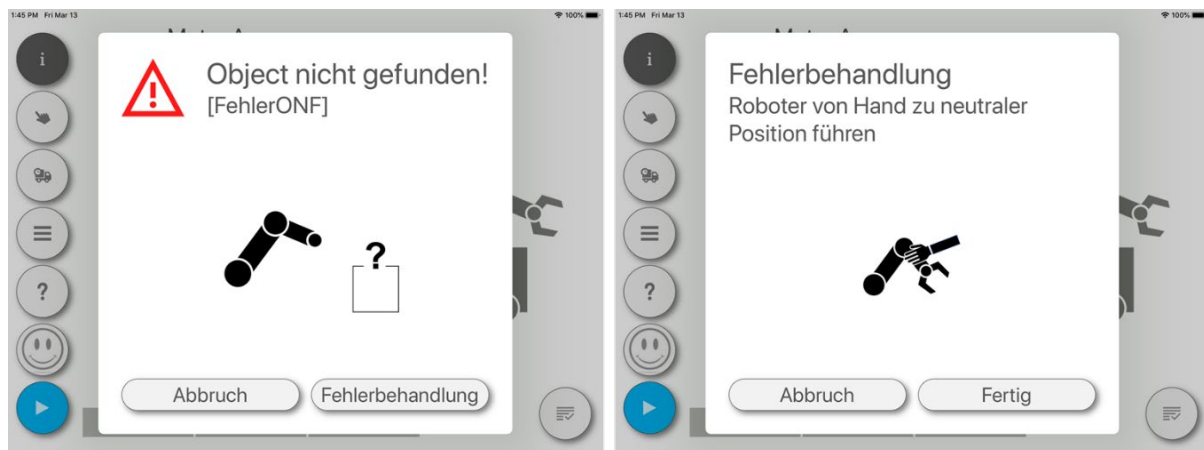 1:45 PM Fri Mar 13
100%
i
?
Object nicht gefunden!
[FehlerONF]
?
Abbruch
Fehlerbehandlung
1:45 PM Fri Mar 13
100%
i
?
Fehlerbehandlung
Roboter von Hand zu neutraler
Position führen
Abbruch
Fertig